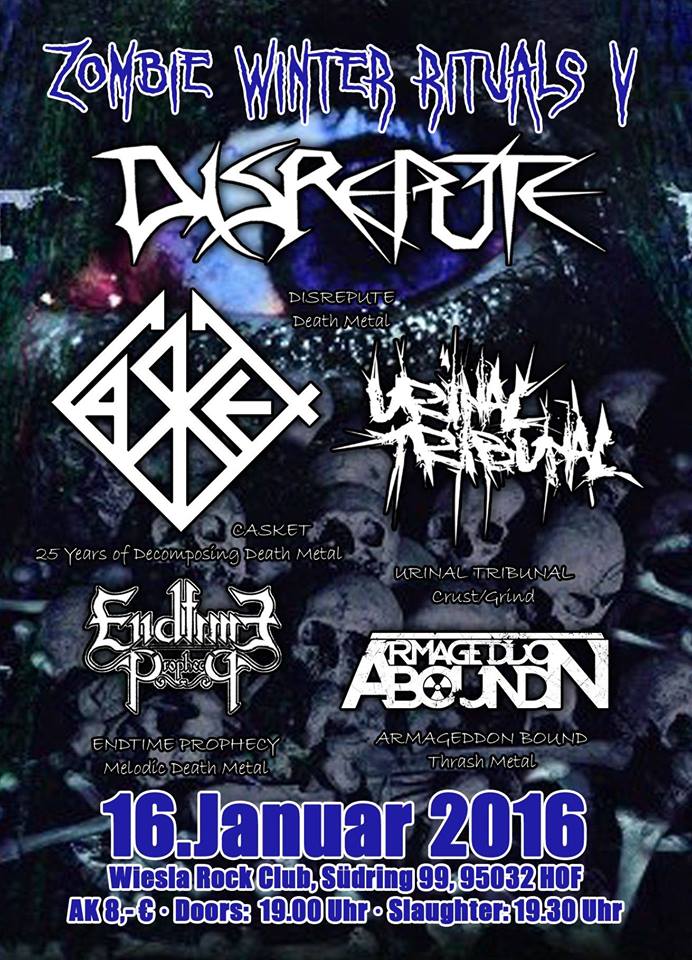 ZOMBIE WINTER RITUALS V
DISREPUTE
DISREPUTE
Death Metal
CASKET
URINAL
TRIBUNAL
CASKET
25 Years of Decomposing Death Metal
URINAL TRIBUNAL
Crust/Grind
EndTime
Prophecy
ARMAGEDDON
BOUND
ENDTIME PROPHECY
Melodic Death Metal
ARMAGEDDON BOUND
Thrash Metal
16.Januar 2016
Wiesla Rock Club, Südring 99, 95032 HOF
AK 8,- € · Doors: 19.00 Uhr · Slaughter: 19.30 Uhr